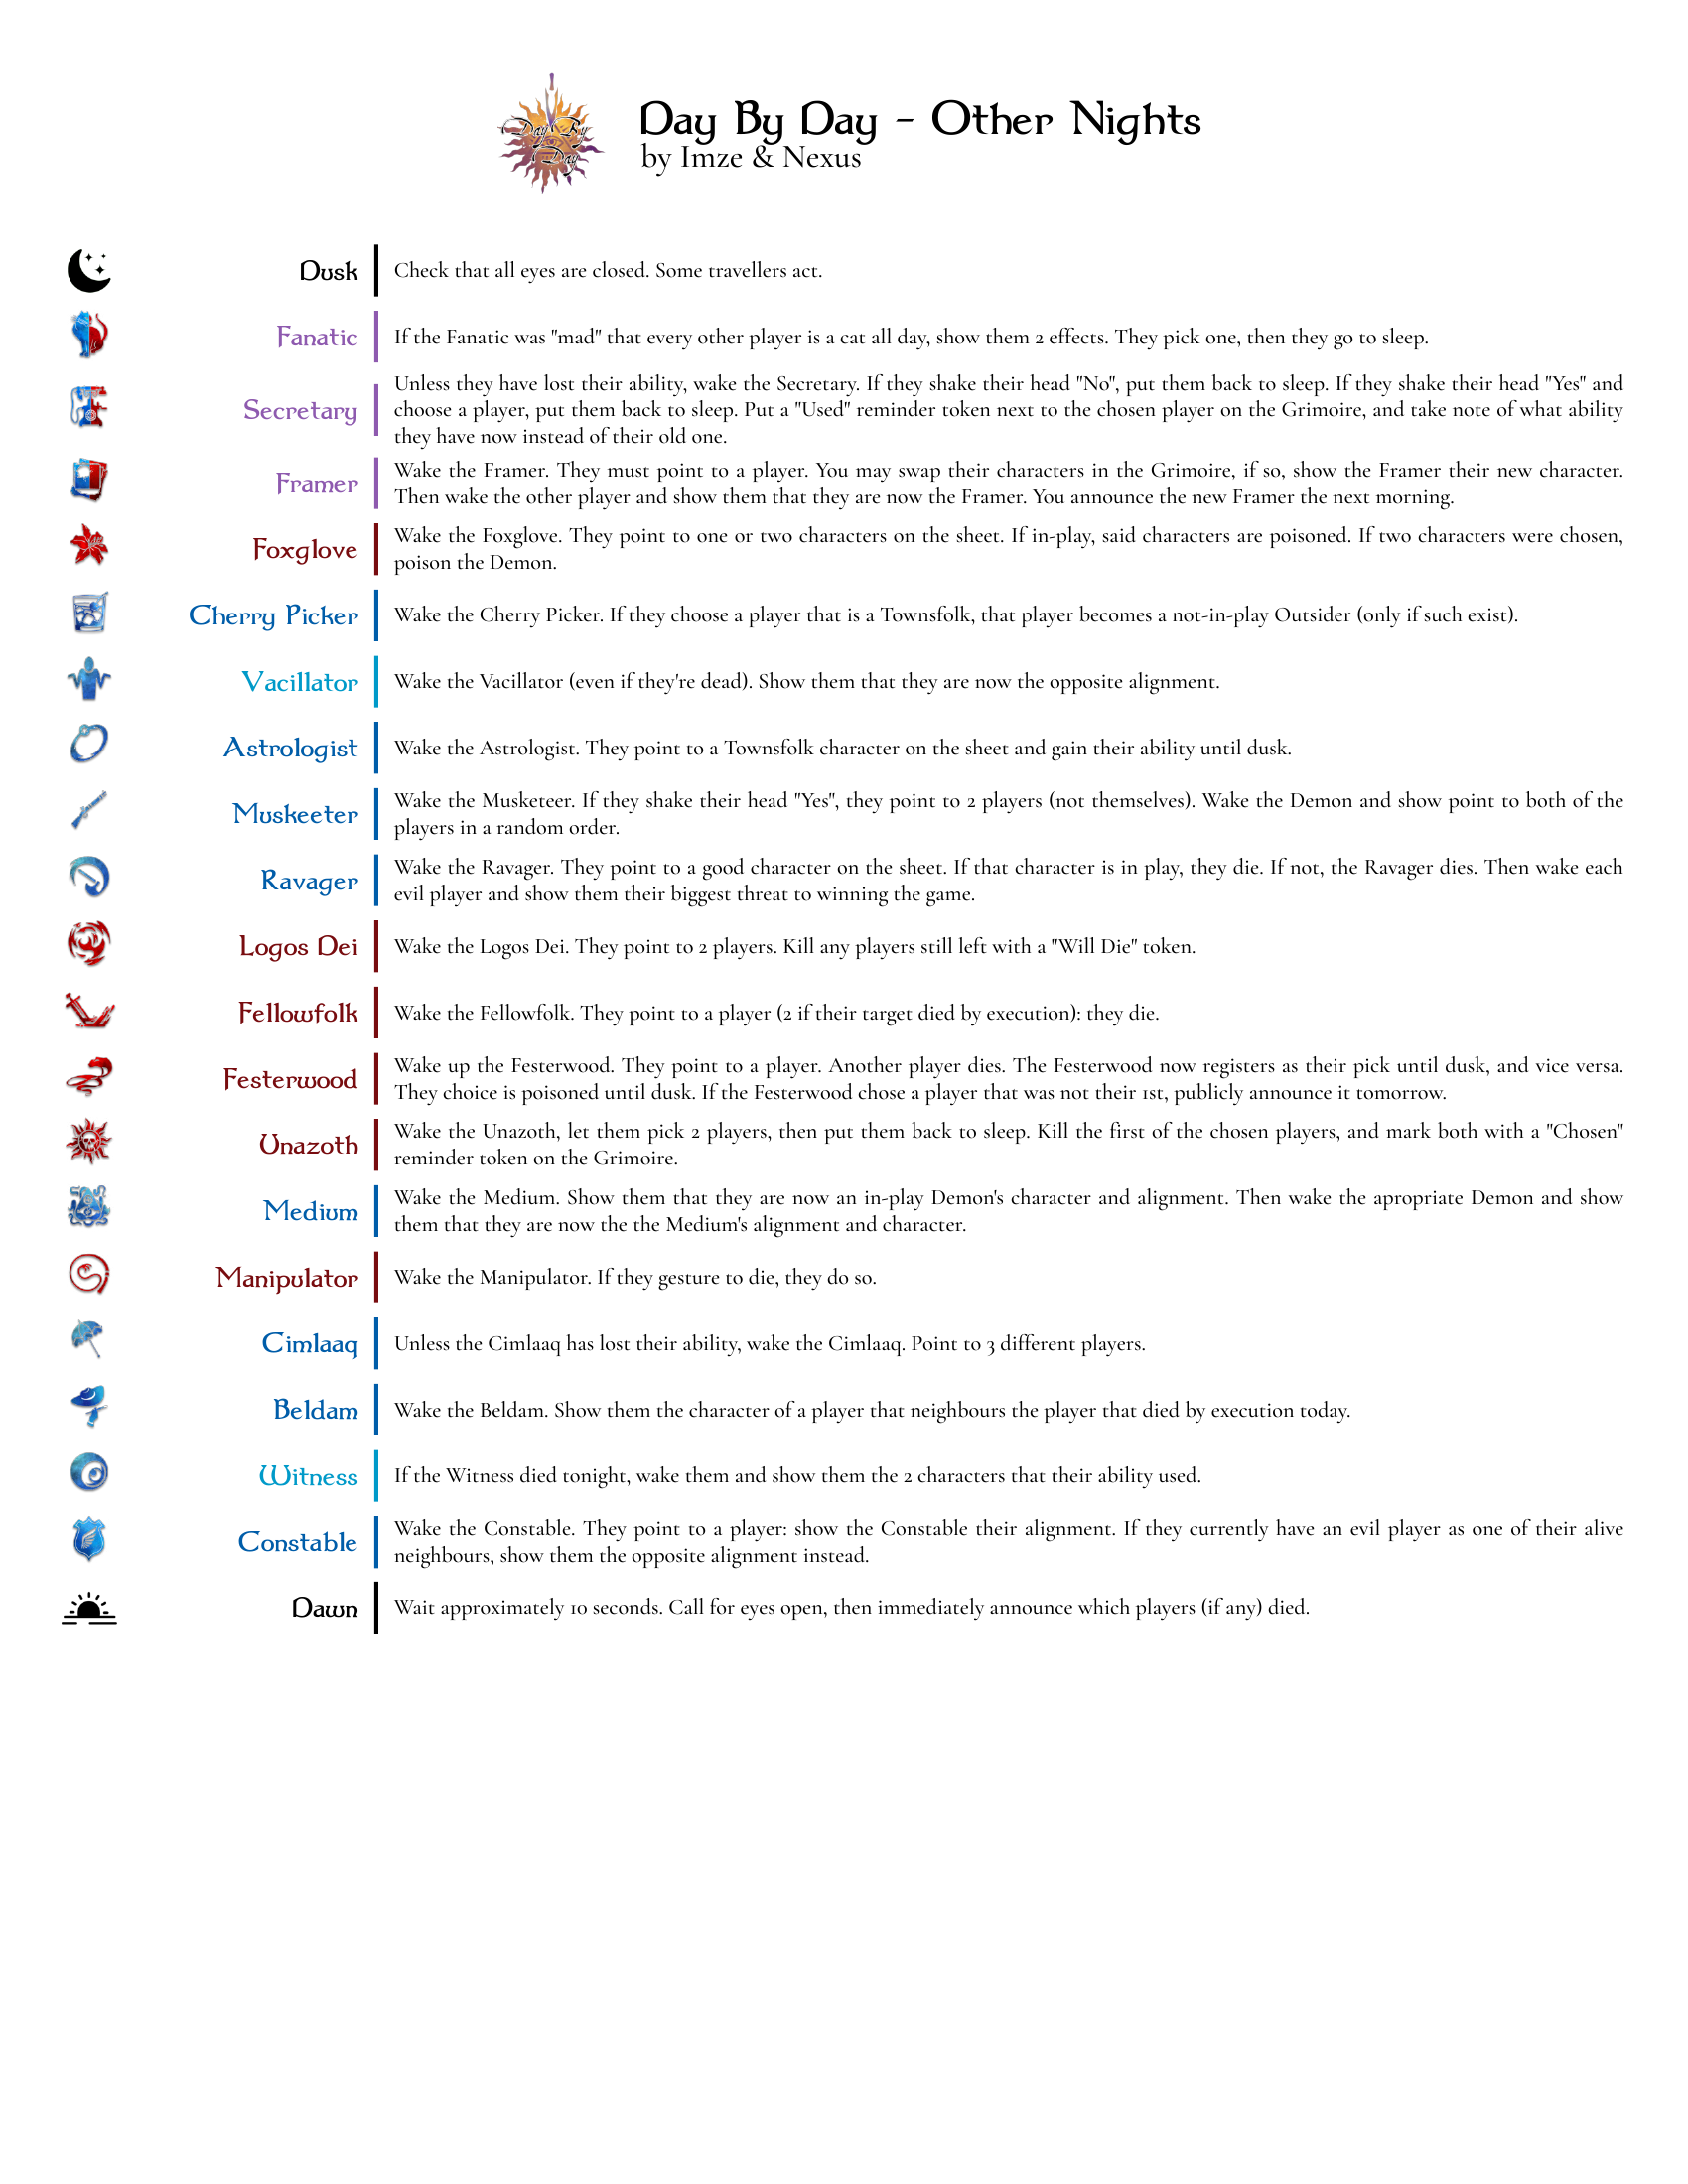 Day By Day
Day By Day - Other Nights
by Imze & Nexus
Dusk
Check that all eyes are closed. Some travellers act.
Fanatic
If the Fanatic was "mad" that every other player is a cat all day, show them 2 effects. They pick one, then they go to sleep.
Secretary
Unless they have lost their ability, wake the Secretary. If they shake their head "No", put them back to sleep. If they shake their head "Yes" and
choose a player, put them back to sleep. Put a "Used" reminder token next to the chosen player on the Grimoire, and take note of what ability
they have now instead of their old one.
Framer
Wake the Framer. They must point to a player. You may swap their characters in the Grimoire, if so, show the Framer their new character.
Then wake the other player and show them that they are now the Framer. You announce the new Framer the next morning.
Foxglove
Wake the Foxglove. They point to one or two characters on the sheet. If in-play, said characters are poisoned. If two characters were chosen,
poison the Demon.
Cherry Picker
Wake the Cherry Picker. If they choose a player that is a Townsfolk, that player becomes a not-in-play Outsider (only if such exist).
Vacillator
Wake the Vacillator (even if they're dead). Show them that they are now the opposite alignment.
Astrologist
Wake the Astrologist. They point to a Townsfolk character on the sheet and gain their ability until dusk.
Muskeeter
Wake the Musketeer. If they shake their head "Yes", they point to 2 players (not themselves). Wake the Demon and show point to both of the
players in a random order.
Ravager
Wake the Ravager. They point to a good character on the sheet. If that character is in play, they die. If not, the Ravager dies. Then wake each
evil player and show them their biggest threat to winning the game.
Logos Dei
Wake the Logos Dei. They point to 2 players. Kill any players still left with a "Will Die" token.
Fellowfolk
Wake the Fellowfolk. They point to a player (2 if their target died by execution): they die.
Festerwood
Wake up the Festerwood. They point to a player. Another player dies. The Festerwood now registers as their pick until dusk, and vice versa.
They choice is poisoned until dusk. If the Festerwood chose a player that was not their 1st, publicly announce it tomorrow.
Unazoth
Wake the Unazoth, let them pick 2 players, then put them back to sleep. Kill the first of the chosen players, and mark both with a "Chosen"
reminder token on the Grimoire.
Medium
Wake the Medium. Show them that they are now an in-play Demon's character and alignment. Then wake the apropriate Demon and show
them that they are now the the Medium's alignment and character.
Manipulator
Wake the Manipulator. If they gesture to die, they do so.
Cimlaaq
Unless the Cimlaaq has lost their ability, wake the Cimlaaq. Point to 3 different players.
Beldam
Wake the Beldam. Show them the character of a player that neighbours the player that died by execution today.
Witness
If the Witness died tonight, wake them and show them the 2 characters that their ability used.
Constable
Wake the Constable. They point to a player: show the Constable their alignment. If they currently have an evil player as one of their alive
neighbours, show them the opposite alignment instead.
Dawn
Wait approximately 10 seconds. Call for eyes open, then immediately announce which players (if any) died.